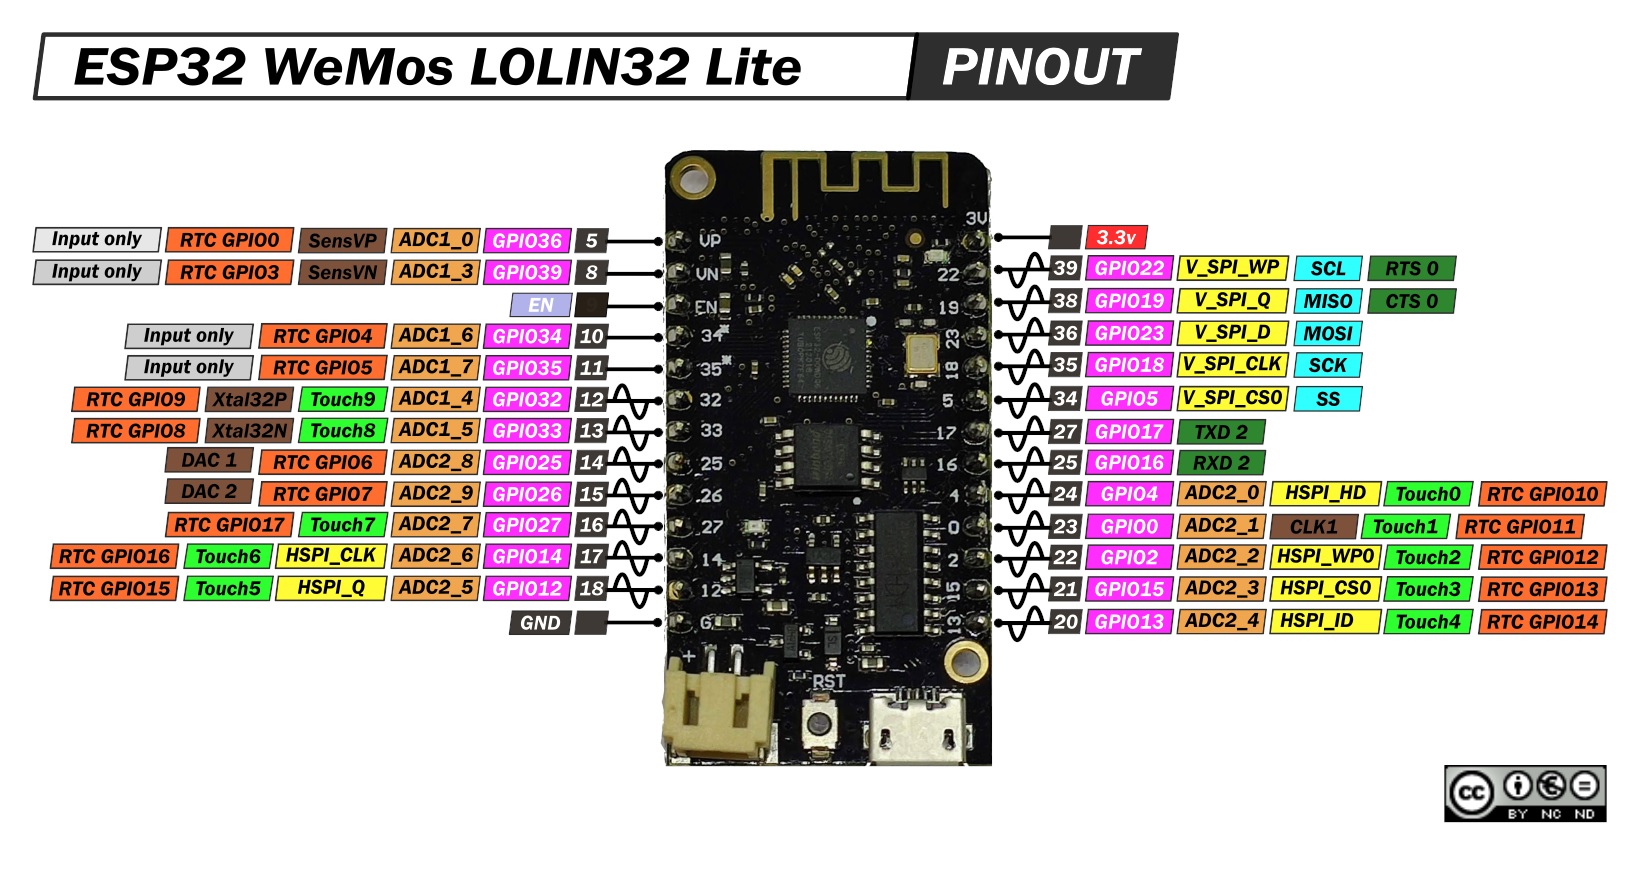 ESP32 WeMos LOLIN32 Lite PINOUT
3V
Input only RTC GPIO0 SensVP ADC1_0 GPIO36 5 VP 3.3v
Input only RTC GPIO3 SensVN ADC1_3 GPIO39 8 VN 22 39 GPIO22 V_SPI_WP SCL RTS 0
EN 9 EN 19 38 GPIO19 V_SPI_Q MISO CTS 0
Input only RTC GPIO4 ADC1_6 GPIO34 10 34* 23 36 GPIO23 V_SPI_D MOSI
Input only RTC GPIO5 ADC1_7 GPIO35 11 35* 18 35 GPIO18 V_SPI_CLK SCK
RTC GPIO9 Xtal32P Touch9 ADC1_4 GPIO32 12 32 5 34 GPIO5 V_SPI_CS0 SS
RTC GPIO8 Xtal32N Touch8 ADC1_5 GPIO33 13 33 17 27 GPIO17 TXD 2
DAC 1 RTC GPIO6 ADC2_8 GPIO25 14 25 16 25 GPIO16 RXD 2
DAC 2 RTC GPIO7 ADC2_9 GPIO26 15 26 4 24 GPIO4 ADC2_0 HSPI_HD Touch0 RTC GPIO10
RTC GPIO17 Touch7 ADC2_7 GPIO27 16 27 0 23 GPIO0 ADC2_1 CLK1 Touch1 RTC GPIO11
RTC GPIO16 Touch6 HSPI_CLK ADC2_6 GPIO14 17 14 2 22 GPIO2 ADC2_2 HSPI_WP0 Touch2 RTC GPIO12
RTC GPIO15 Touch5 HSPI_Q ADC2_5 GPIO12 18 12 15 21 GPIO15 ADC2_3 HSPI_CS0 Touch3 RTC GPIO13
GND G 13 20 GPIO13 ADC2_4 HSPI_ID Touch4 RTC GPIO14
+
RST
cc
BY NC ND